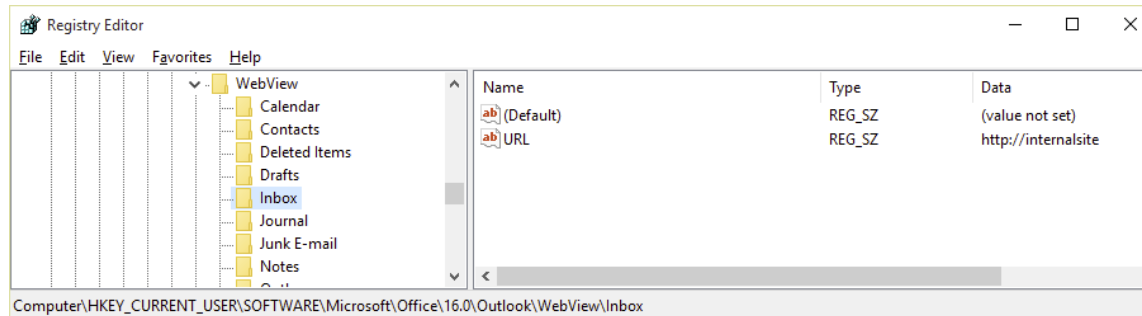 Registry Editor
File Edit View Favorites Help
WebView
Calendar
Contacts
Deleted Items
Drafts
Inbox
Journal
Junk E-mail
Notes
Name Type Data
(Default) REG_SZ (value not set)
URL REG_SZ http://internalsite
Computer\HKEY_CURRENT_USER\SOFTWARE\Microsoft\Office\16.0\Outlook\WebView\Inbox